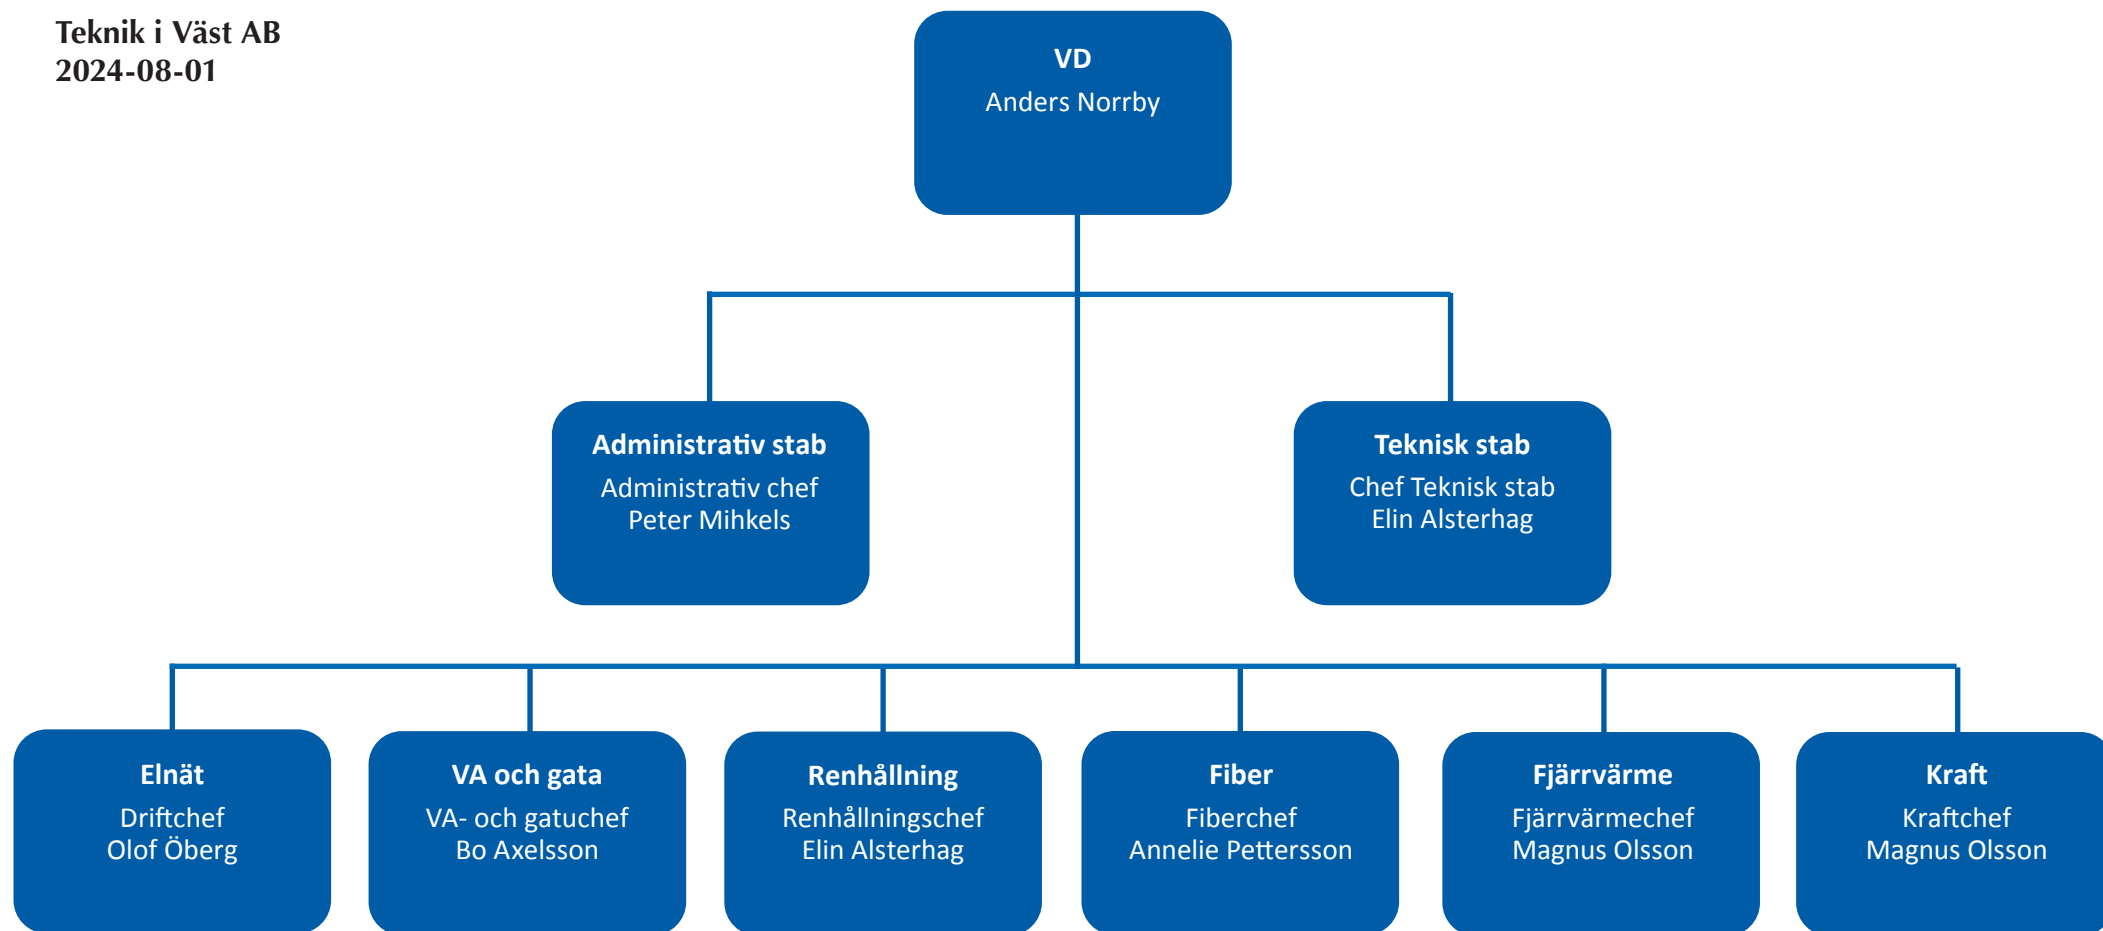 Teknik i Väst AB
2024-08-01
VD
Anders Norrby
Administrativ stab
Administrativ chef
Peter Mihkels
Teknisk stab
Chef Teknisk stab
Elin Alsterhag
Elnät
Driftchef
Olof Öberg
VA och gata
VA- och gatuchef
Bo Axelsson
Renhållning
Renhållningschef
Elin Alsterhag
Fiber
Fiberchef
Annelie Pettersson
Fjärrvärme
Fjärrvärmechef
Magnus Olsson
Kraft
Kraftchef
Magnus Olsson